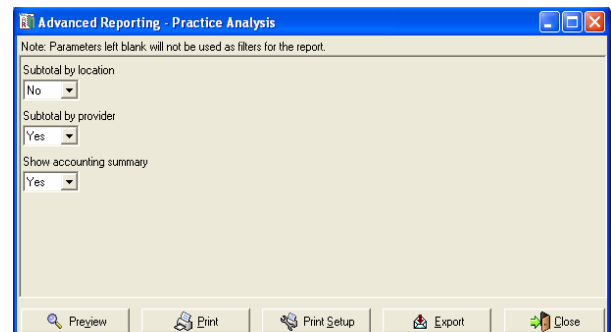 Advanced Reporting - Practice Analysis
Note: Parameters left blank will not be used as filters for the report.
Subtotal by location
No
Subtotal by provider
Yes
Show accounting summary
Yes
Preview Print Print Setup Export Close